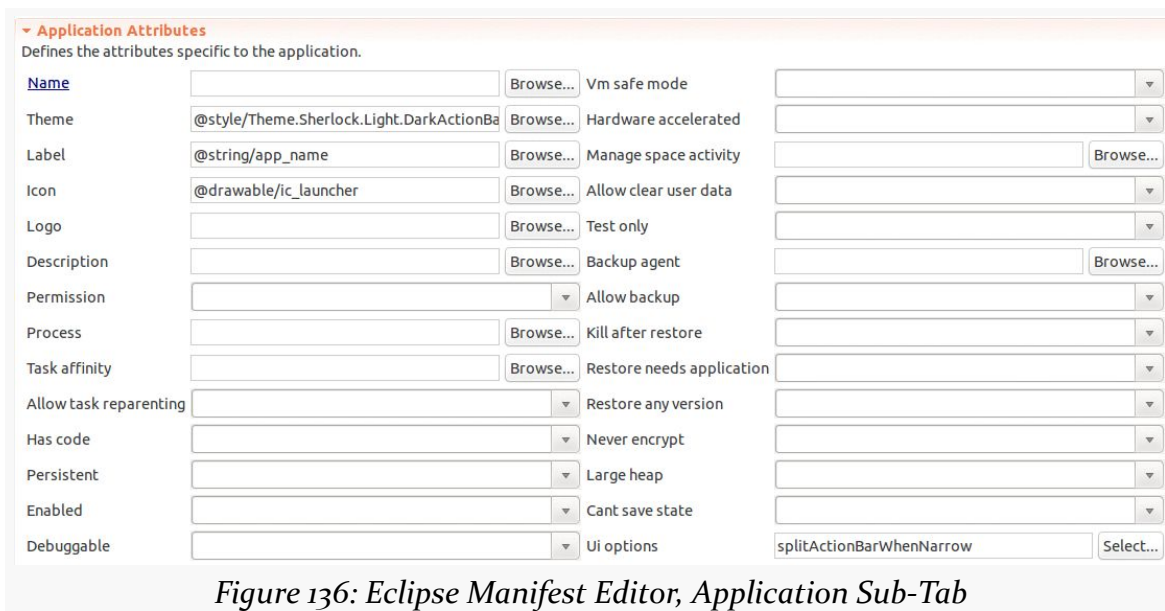 Application Attributes
Defines the attributes specific to the application.
Name Browse... Vm safe mode
Theme @style/Theme.Sherlock.Light.DarkActionBa Browse... Hardware accelerated
Label @string/app_name Browse... Manage space activity Browse...
Icon @drawable/ic_launcher Browse... Allow clear user data
Logo Browse... Test only
Description Browse... Backup agent Browse...
Permission Allow backup
Process Browse... Kill after restore
Task affinity Browse... Restore needs application
Allow task reparenting Restore any version
Has code Never encrypt
Persistent Large heap
Enabled Cant save state
Debuggable Ui options splitActionBarWhenNarrow Select...
Figure 136: Eclipse Manifest Editor, Application Sub-Tab